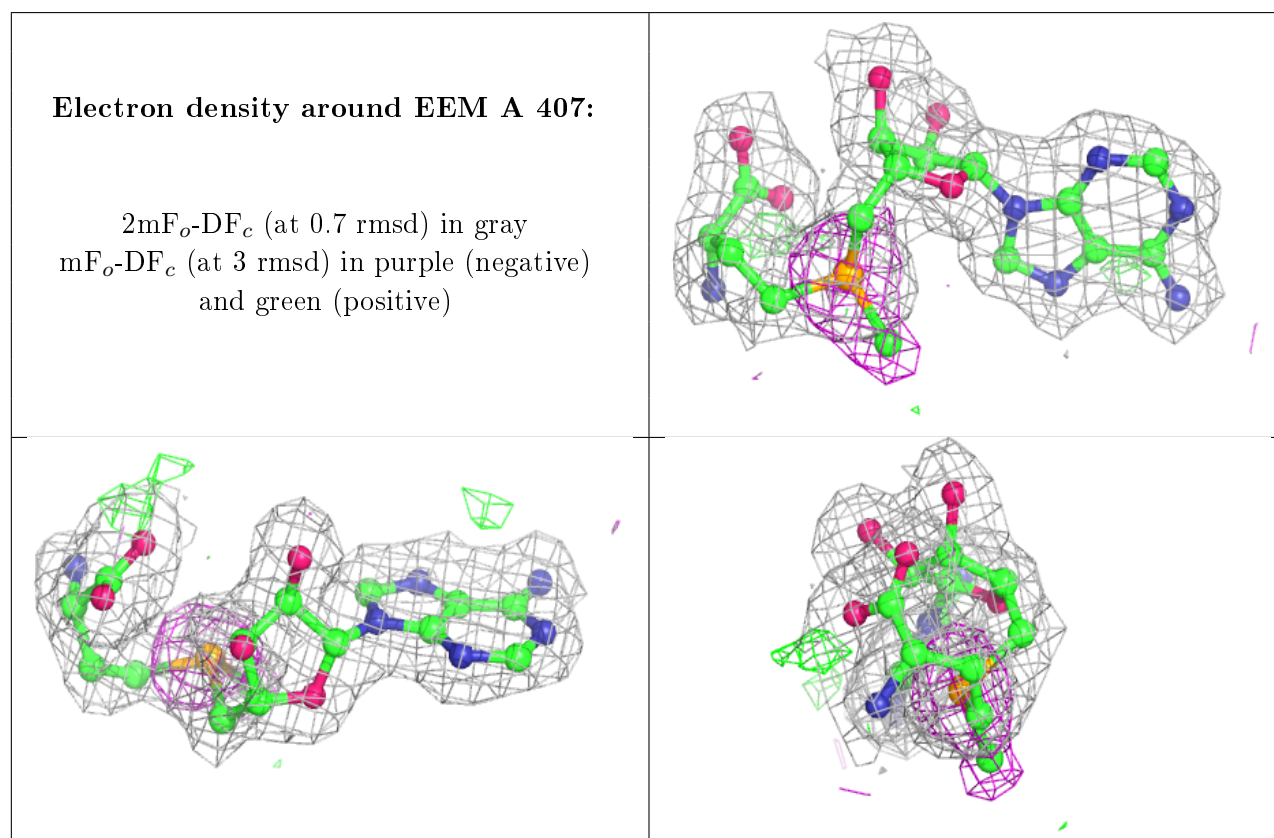 Electron density around EEM A 407:
2mFo-DFc (at 0.7 rmsd) in gray
mFo-DFc (at 3 rmsd) in purple (negative)
and green (positive)